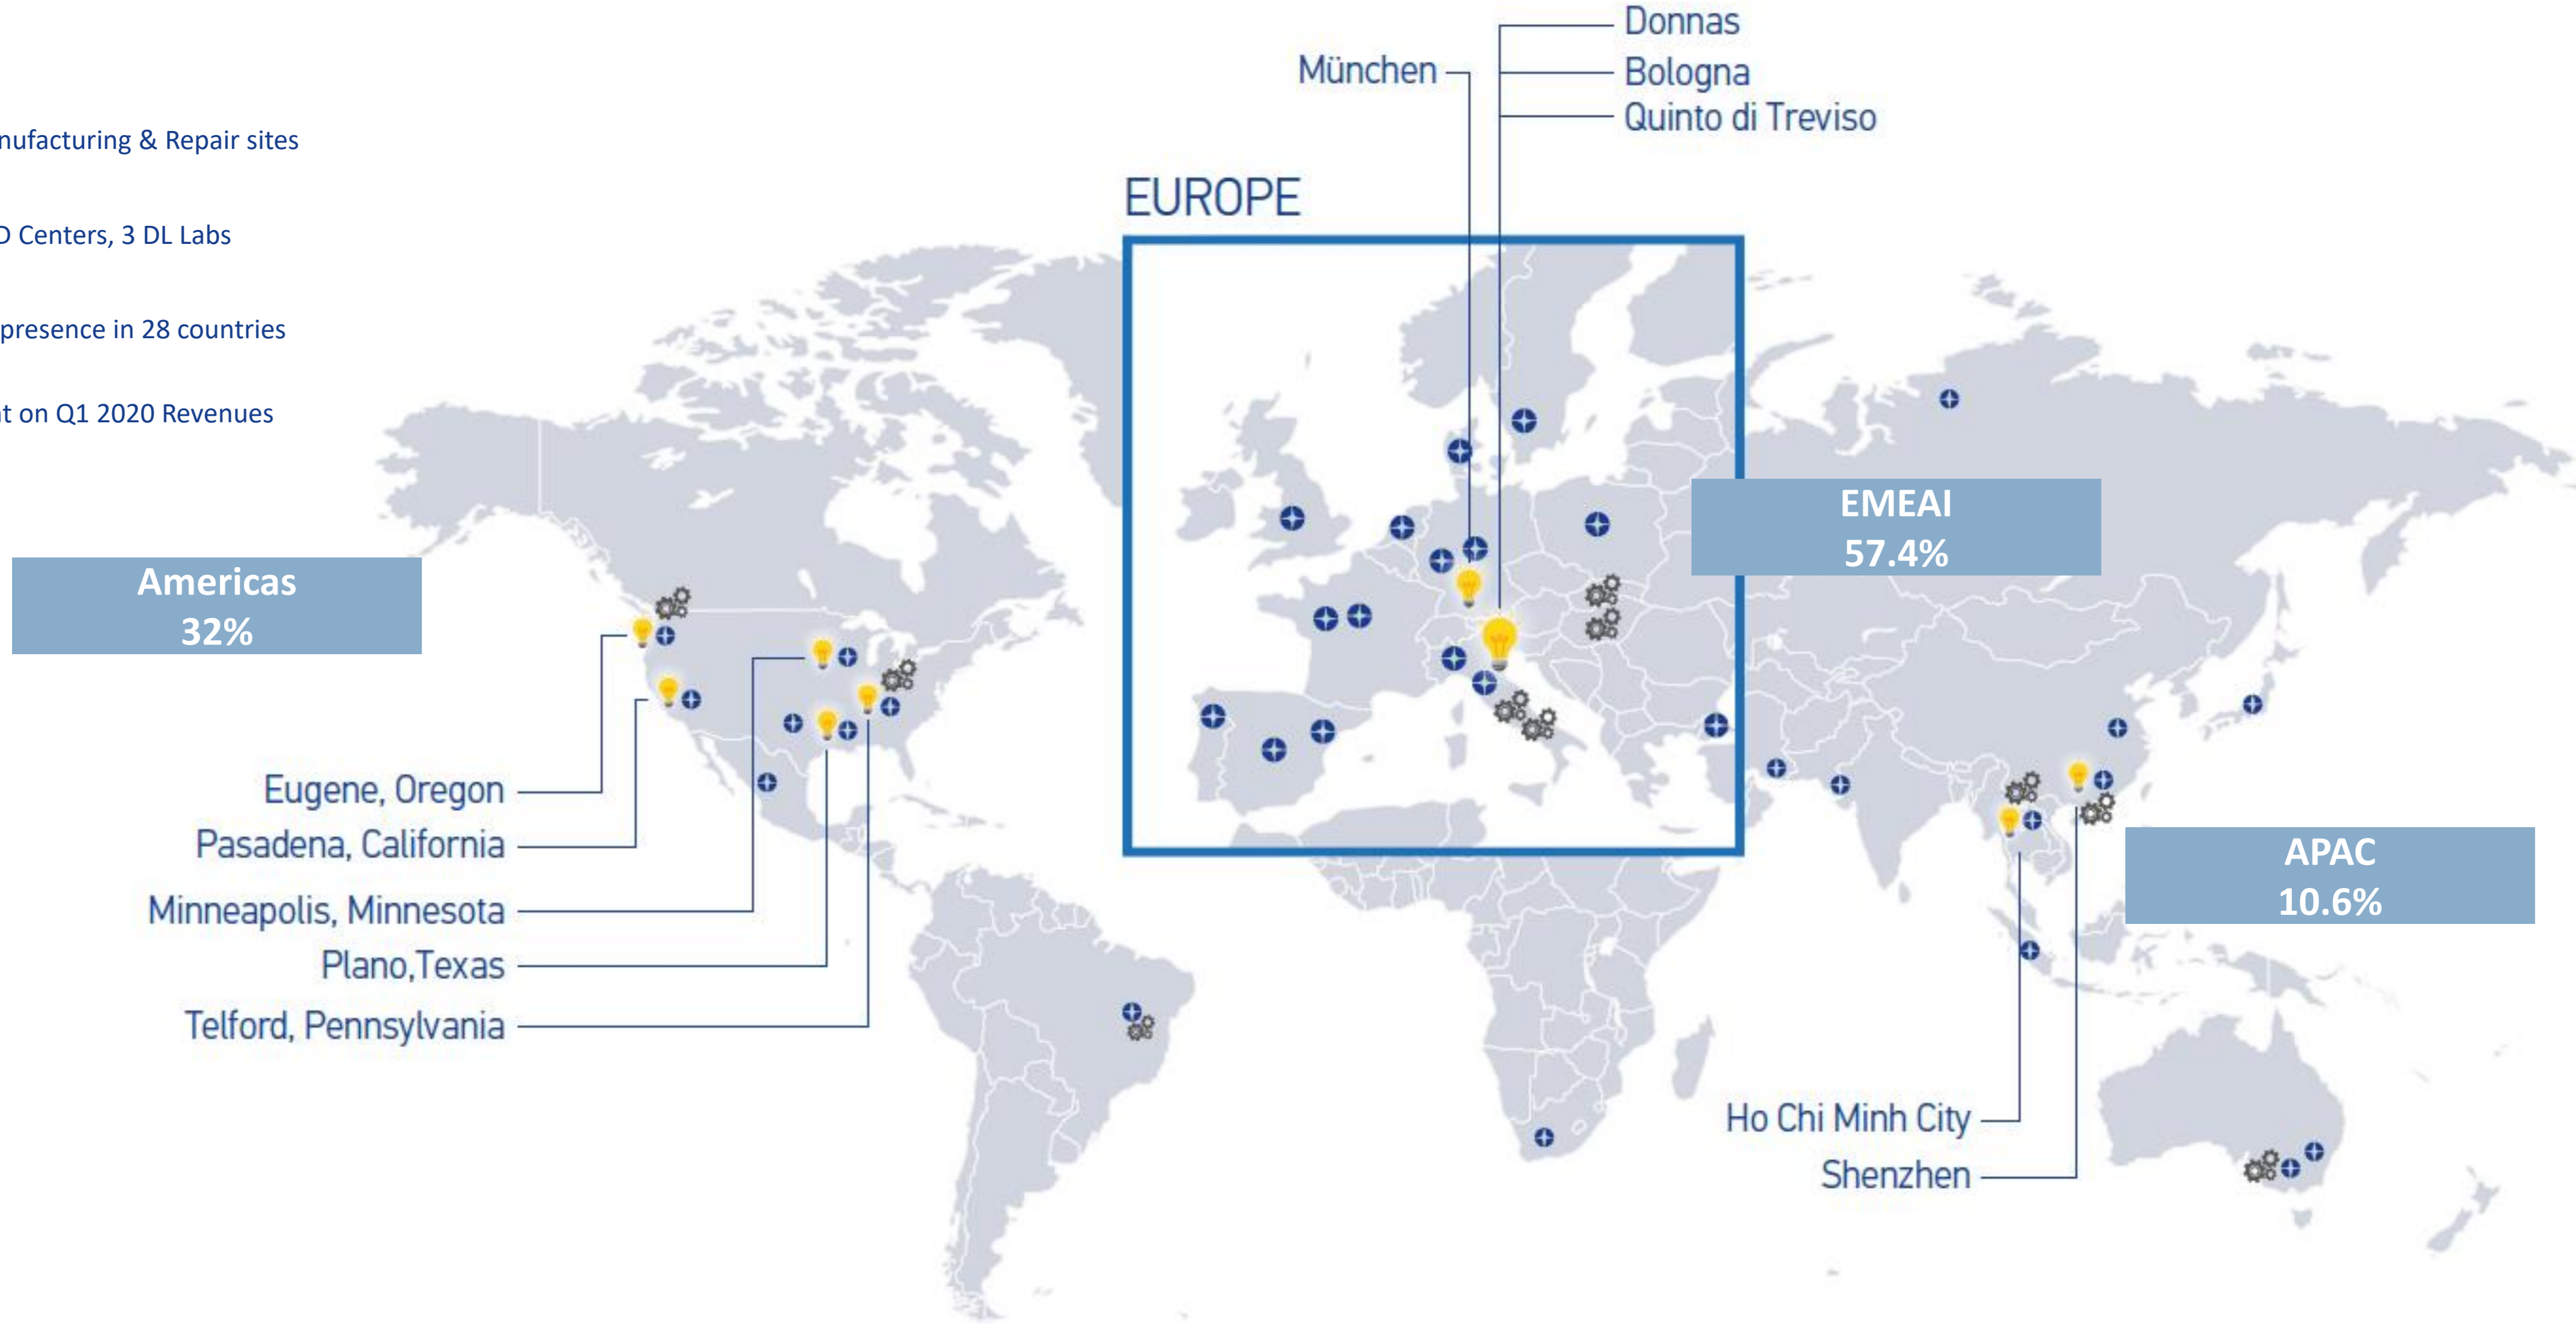 nufacturing & Repair sites
D Centers, 3 DL Labs
presence in 28 countries
t on Q1 2020 Revenues
Donnas
München
Bologna
Quinto di Treviso
EUROPE
EMEAI
57.4%
Americas
32%
Eugene, Oregon
Pasadena, California
Minneapolis, Minnesota
Plano,Texas
Telford, Pennsylvania
APAC
10.6%
Ho Chi Minh City
Shenzhen